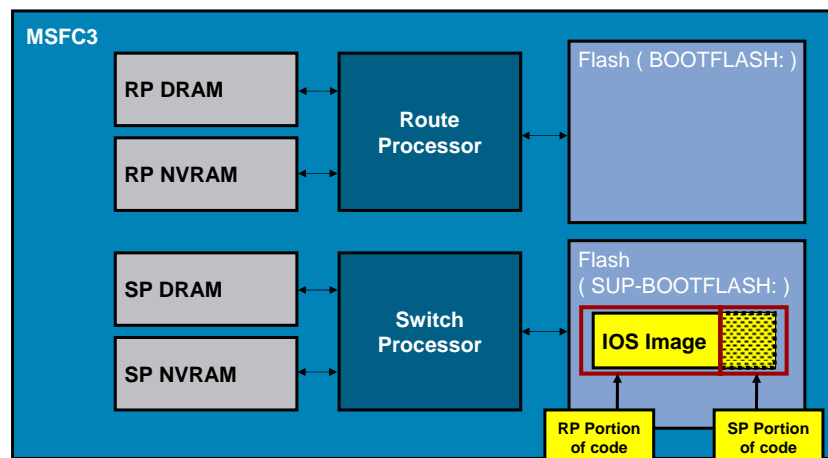 MSFC3
RP DRAM
RP NVRAM
Route
Processor
Flash ( BOOTFLASH: )
SP DRAM
SP NVRAM
Switch
Processor
Flash
( SUP-BOOTFLASH: )
IOS Image
RP Portion
of code
SP Portion
of code